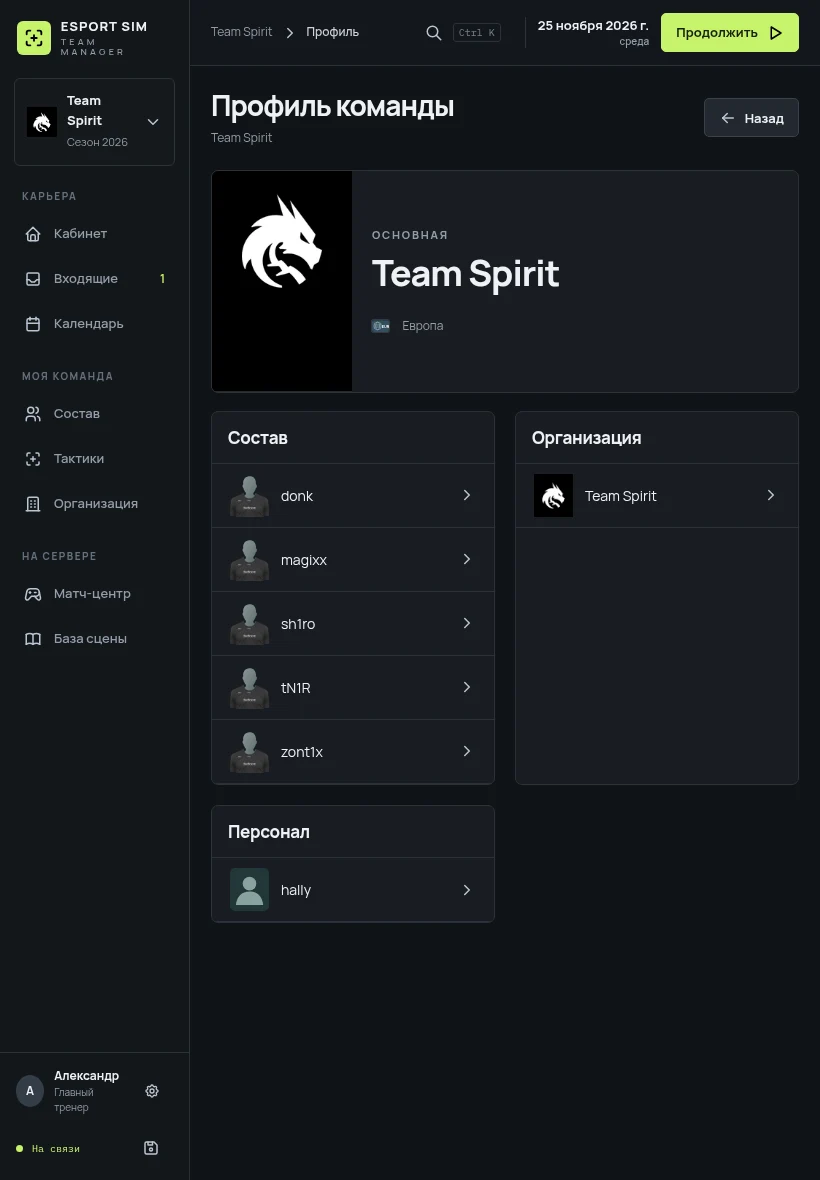 ESPORT SIM
TEAM
MANAGER
Team
Spirit
Сезон 2026
КАРЬЕРА
Кабинет
Входящие 1
Календарь
МОЯ КОМАНДА
Состав
Тактики
Организация
НА СЕРВЕРЕ
Матч-центр
База сцены
А
Александр
Главный
тренер
На связи
Team Spirit > Профиль
Ctrl K
25 ноября 2026 г.
среда
Продолжить
Профиль команды
Team Spirit
Назад
ОСНОВНАЯ
Team Spirit
Европа
Состав
donk
magixx
sh1ro
tN1R
zont1x
Организация
Team Spirit
Персонал
hally